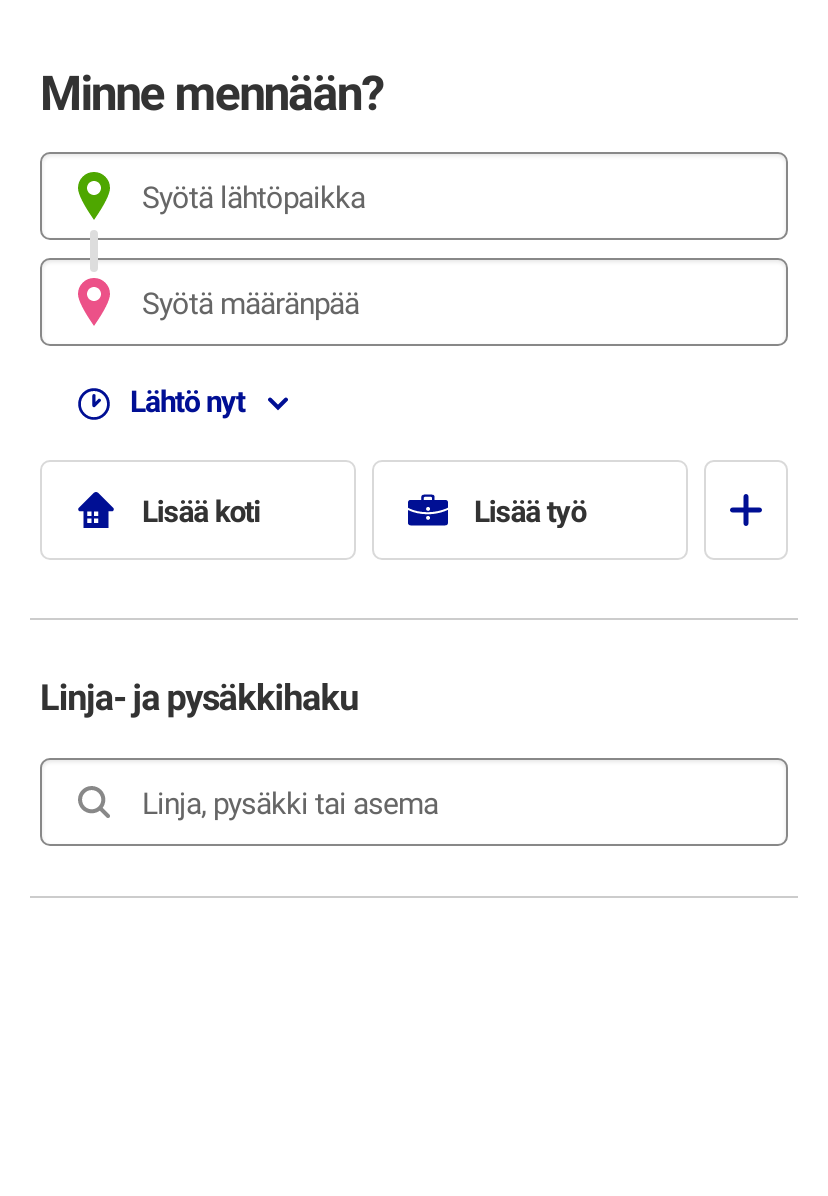 Minne mennään?
Syötä lähtöpaikka
Syötä määränpää
Lähtö nyt
Lisää koti
Lisää työ
Linja- ja pysäkkihaku
Linja, pysäkki tai asema